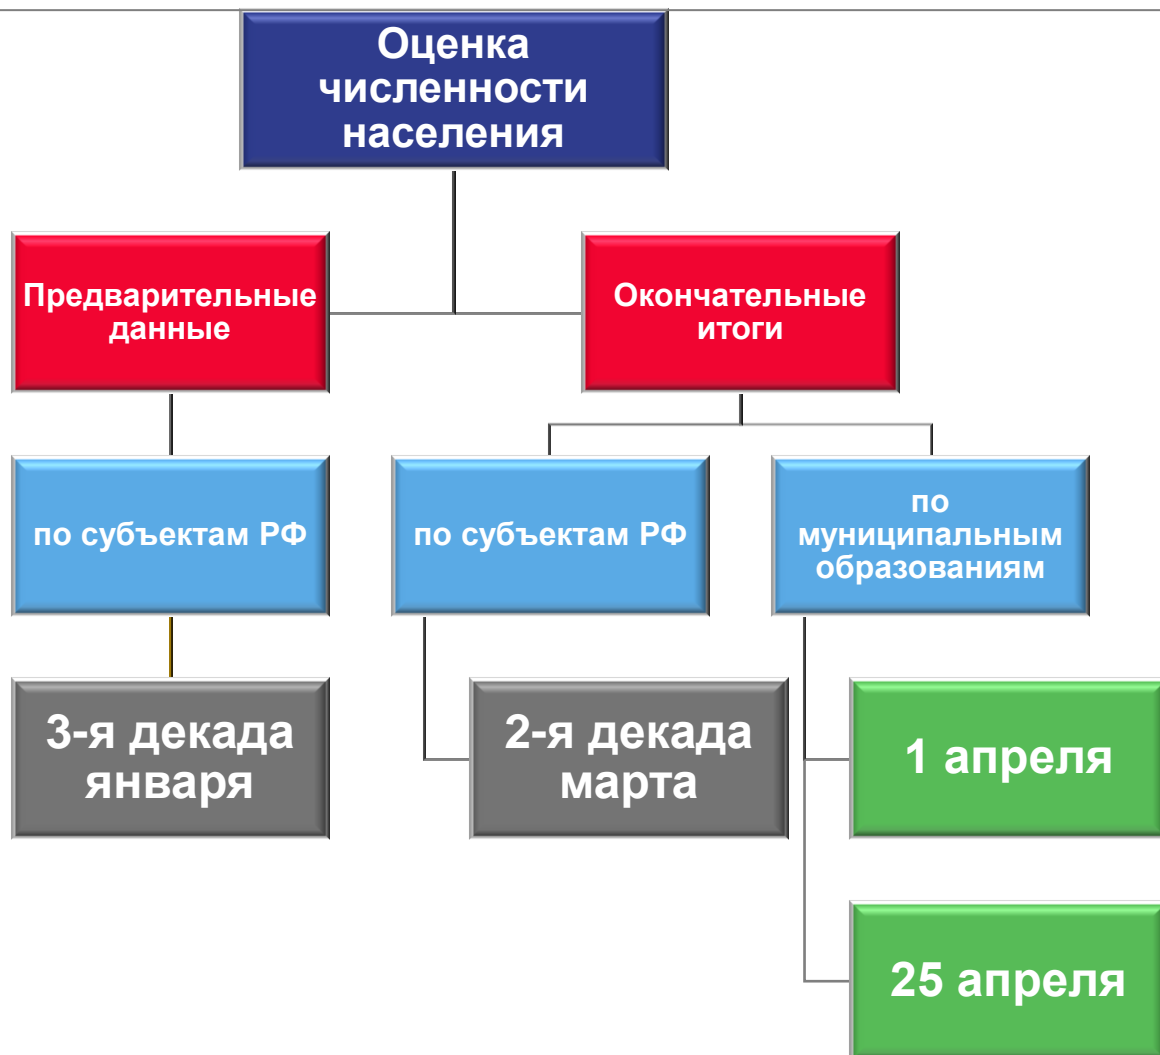 Оценка
численности
населения
Предварительные
данные
Окончательные
итоги
по субъектам РФ
по субъектам РФ
по
муниципальным
образованиям
3-я декада
января
2-я декада
марта
1 апреля
25 апреля